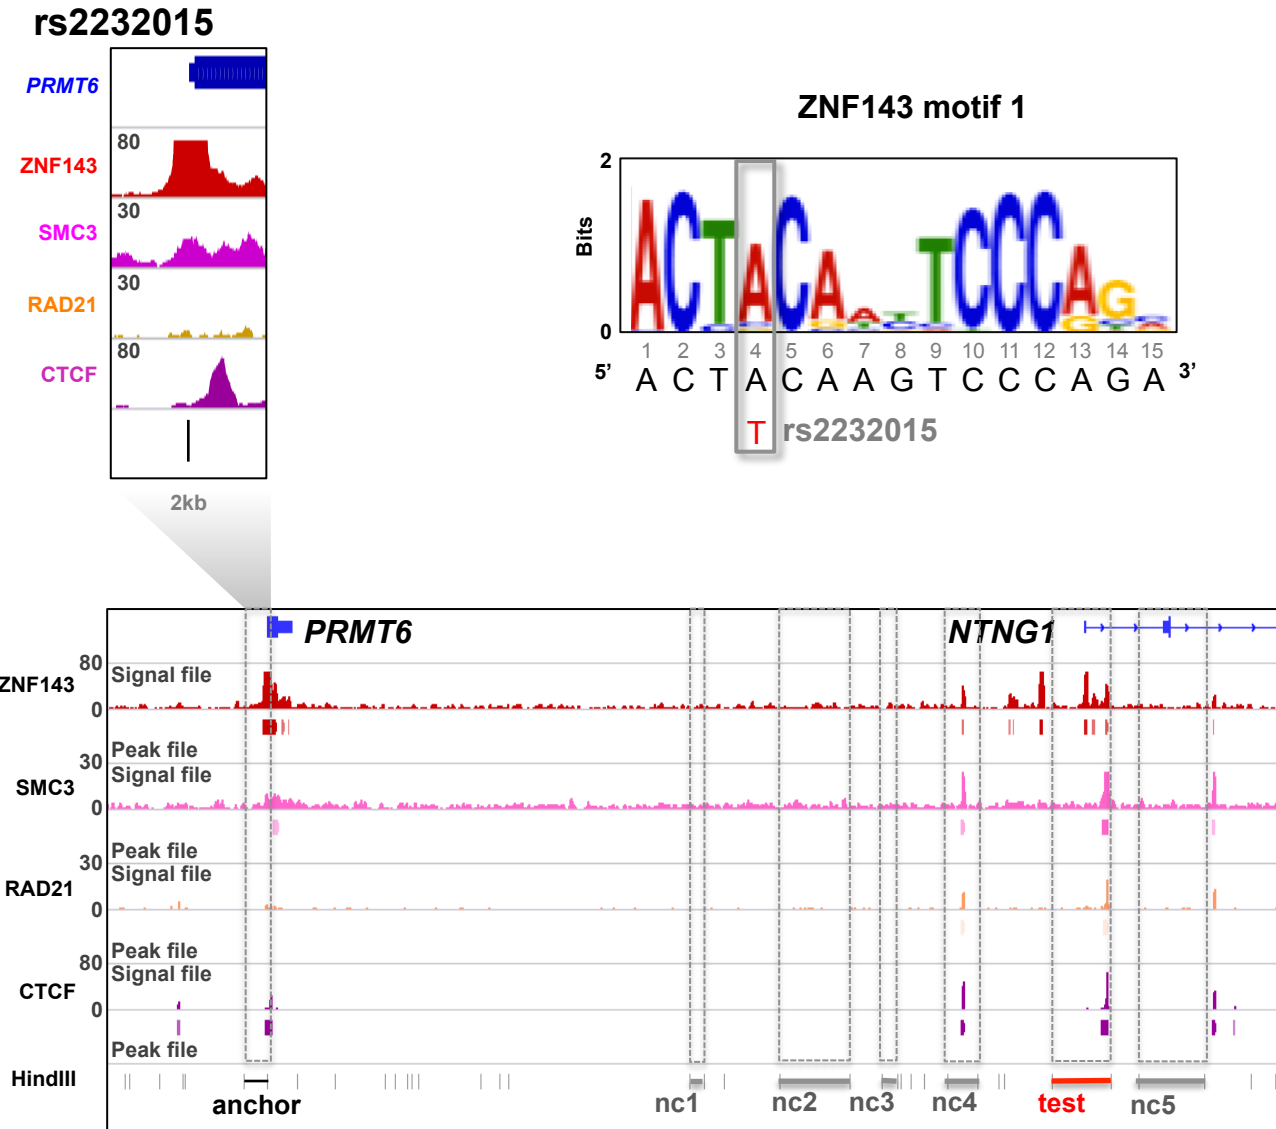 rs2232015
PRMT6
ZNF143
80
SMC3
30
RAD21
30
CTCF
80
2kb
ZNF143 motif 1
Bits
2
0
ACTACA
A
TCCCAG
G
A
1 2 3 4 5 6 7 8 9 10 11 12 13 14 15
5’ A C T A C A A G T C C C A G A 3’
T rs2232015
PRMT6
NTNG1
ZNF143
80
0
Signal file
Peak file
SMC3
30
0
Signal file
Peak file
RAD21
30
0
Signal file
Peak file
CTCF
80
0
Signal file
Peak file
HindIII
anchor nc1 nc2 nc3 nc4 test nc5